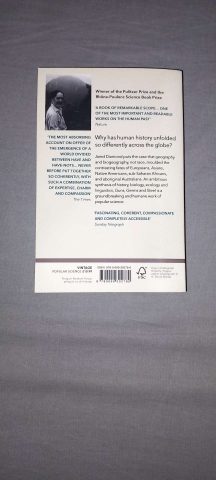 Winner of the Pulitzer Prize and the
Rhône-Poulenc Science Book Prize
'A BOOK OF REMARKABLE SCOPE... ONE
OF THE MOST IMPORTANT AND READABLE
WORKS ON THE HUMAN PAST'
Nature
'THE MOST ABSORBING
ACCOUNT ON OFFER OF
THE EMERGENCE OF A
WORLD DIVIDED
BETWEEN HAVE AND
HAVE-NOTS... NEVER
BEFORE PUT TOGETHER
SO COHERENTLY, WITH
SUCH A COMBINATION
OF EXPERTISE, CHARM
AND COMPASSION'
The Times
Why has human history unfolded
so differently across the globe?
Jared Diamond puts the case that geography
and biogeography, not race, moulded the
contrasting fates of Europeans, Asians,
Native Americans, sub-Saharan Africans,
and aboriginal Australians. An ambitious
synthesis of history, biology, ecology and
linguistics, Guns, Germs and Steel is a
groundbreaking and humane work of
popular science
'FASCINATING, COHERENT, COMPASSIONATE
AND COMPLETELY ACCESSIBLE'
Sunday Telegraph
VINTAGE
POPULAR SCIENCE
FSC